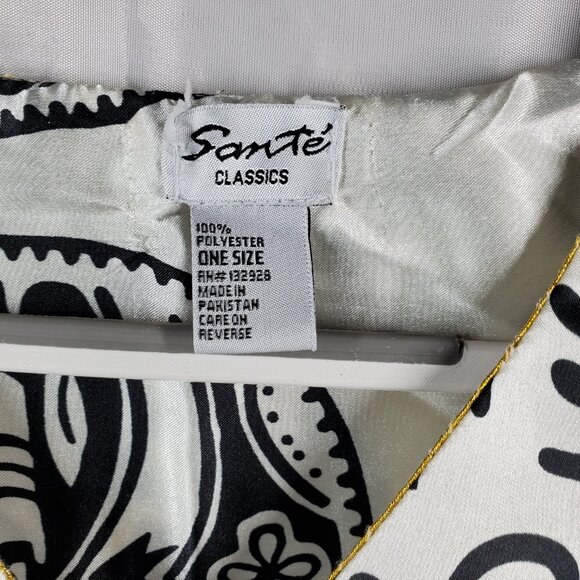 Santé
CLASSICS
100%
POLYESTER
ONE SIZE
RN#132928
MADE IN
PAKISTAN
CARE ON
REVERSE